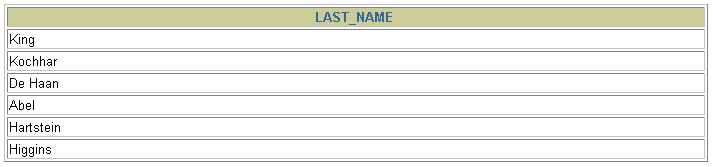 LAST_NAME
King
Kochhar
De Haan
Abel
Hartstein
Higgins